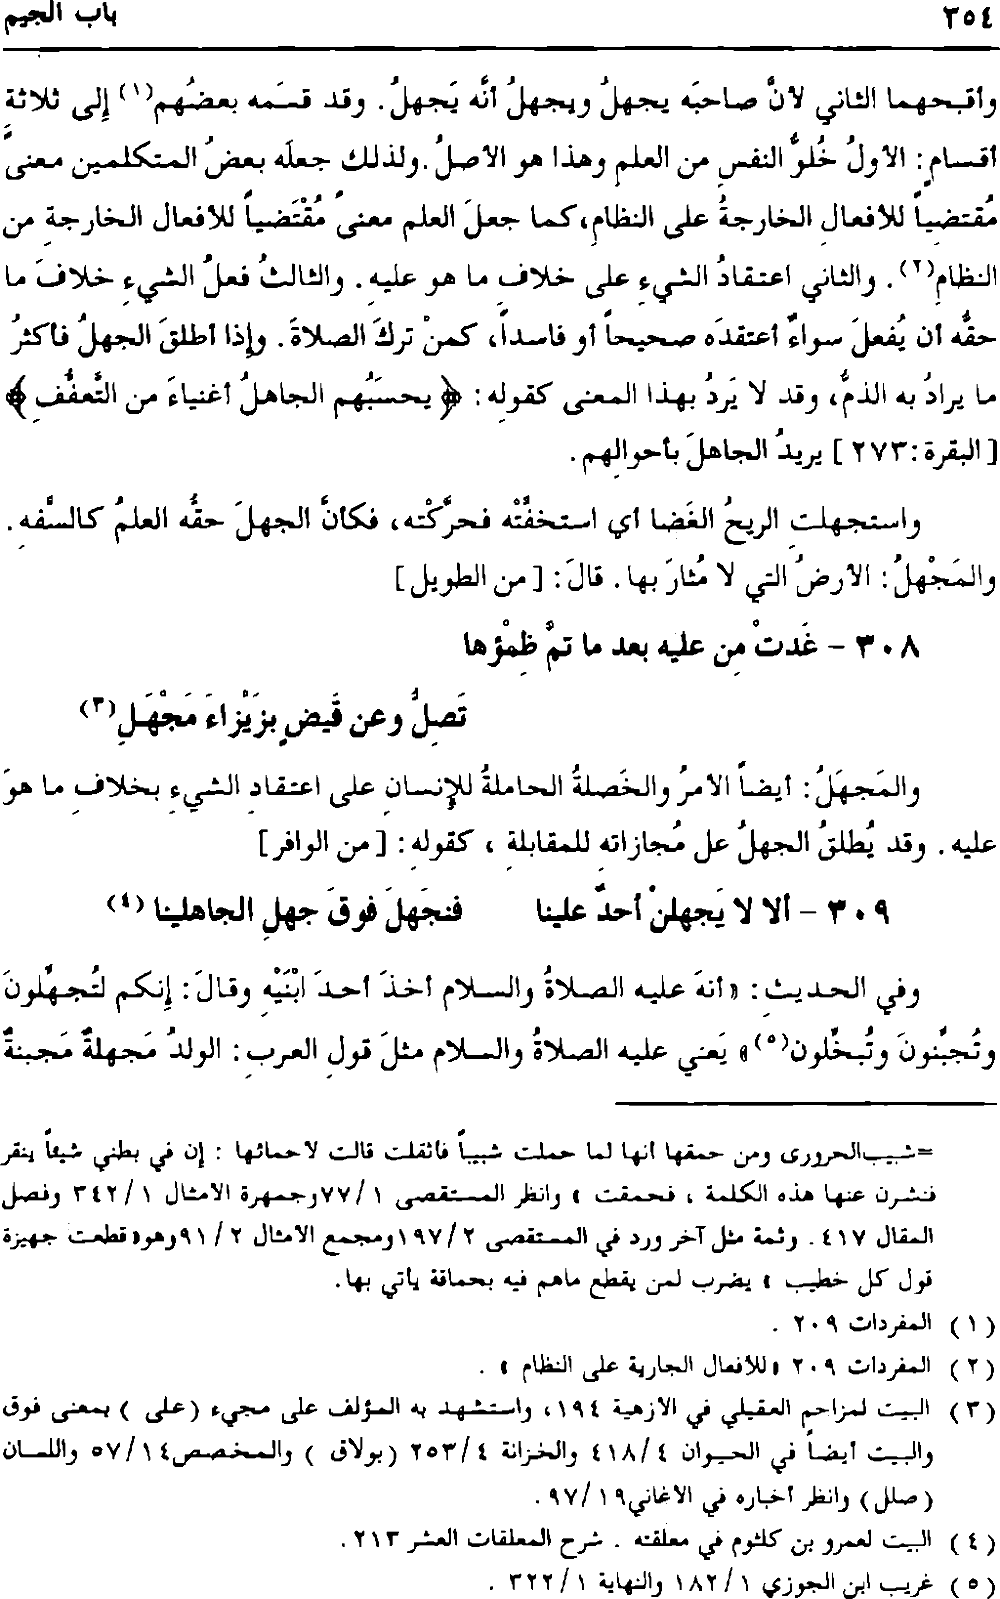 ٣٥٤ باب الجيم
وأقبحهما الثاني لأنَّ صاحبَه يجهلُ ويجهلُ أنَّه يَجهلُ. وقد قسَمه بعضُهم(١) إلى ثلاثة
أقسامٍ: الأولُ خُلوُّ النفسِ من العلمِ وهذا هو الأصلُ. ولذلك جعلَه بعضُ المتكلمين معنىً
مُقتضِياً للأفعالِ الخارجةُ على النظامِ، كما جعلَ العلم معنىً مُقْتَضياً للأفعال الخارجةِ من
النظامِ(٢). والثاني اعتقادُ الشيءِ على خلافِ ما هو عليهِ. والثالثُ فعلُ الشيءِ خلافَ ما
حقُّه أن يُفعلَ سواءٌ أعتقدَه صحيحاً أو فاسداً، كمنْ تركَ الصلاةَ. وإذا أطلقَ الجهلُ فأكثرُ
ما يرادُ به الذمُّ، وقد لا يَردُ بهذا المعنى كقولهِ: ﴿ يحسَبُهم الجاهلُ أغنياءَ من التَّعفُّفِ ﴾
[ البقرة: ٢٧٣ ] يريدُ الجاهلَ بأحوالِهم.
واستجهلتِ الريحُ الغَضا أي استخفَّتْه فحرَّكَتْه، فكأنَّ الجهلَ حقُّه العلمُ كالسَّفهِ.
والمَجْهلُ: الأرضُ التي لا مُنارَ بها. قالَ: [ من الطويل]
٣٠٨ - غَدتْ مِن عليه بعد ما تمَّ ظِمْؤها
تَصِلُّ وعن قَيضٍ بزَيْزاءَ مَجْهَلِ(٣)
والمَجهَلُ: أيضاً الأمرُ والخَصلةُ الحاملةُ للإنسانِ على اعتقادِ الشيءِ بخلافِ ما هوَ
عليه. وقد يُطلقُ الجهلُ عل مُجازاتهِ للمقابلةِ ، كقولهِ: [ من الوافر]
٣٠٩ - ألا لا يَجهلنْ أحدٌ علينا فنجَهلَ فوقَ جهلِ الجاهلينا (٤)
وفي الحديثِ: « أنهَ عليه الصلاةُ والسلام أخذَ أحدَ ابْنَيْهِ وقالَ: إنكم لتُجهِّلونَ
وتُجبِّنونَ وتُبخِّلون(٥) » يَعني عليه الصلاةُ والسلام مثلَ قولِ العربِ: الولدُ مَجهلةٌ مَجبنةٌ
=شبيب الحرورى ومن حمقها أنها لما حملت شبيباً فأثقلت قالت لأحمائها : إن في بطني شيئاً ينقر
فنشرن عنها هذه الكلمة ، فحمقت » وانظر المستقصى ٧٧/١ وجمهرة الامثال ٣٤٢/١ وفصل
المقال ٤١٧. وثمة مثل آخر ورد في المستقصى ١٩٧/٢ ومجمع الامثال ٩١/٢ وهو «قطعت جهيزة
قول كل خطيب » يضرب لمن يقطع ماهم فيه بحماقة يأتي بها.
(١) المفردات ٢٠٩ .
(٢) المفردات ٢٠٩ «للأفعال الجارية على النظام » .
(٣) البيت لمزاحم العقيلي في الازهية ١٩٤، واستشهد به المؤلف على مجيء (على ) بمعنى فوق
والبيت أيضاً في الحيوان ٤١٨/٤ والخزانة ٢٥٣/٤ (بولاق ) والمخصص ٥٧/١٤ واللسان
(صلل) وانظر أخباره في الاغاني ٩٧/١٩.
(٤) البيت لعمرو بن كلثوم في معلقته . شرح المعلقات العشر ٢١٣.
(٥) غريب ابن الجوزي ١٨٢/١ والنهاية ٣٢٢/١ .